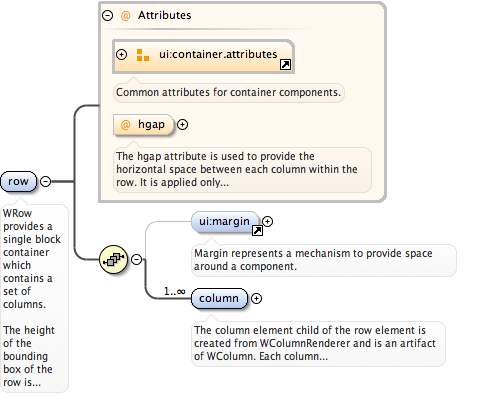 @ Attributes
ui:container.attributes
Common attributes for container components.
@ hgap
The hgap attribute is used to provide the
horizontal space between each column within the
row. It is applied only...
row
WRow
provides a
single block
container
which
contains a
set of
columns.
The height
of the
bounding
box of the
row is...
ui:margin
Margin represents a mechanism to provide space
around a component.
1..∞
column
The column element child of the row element is
created from WColumnRenderer and is an artifact
of WColumn. Each column...